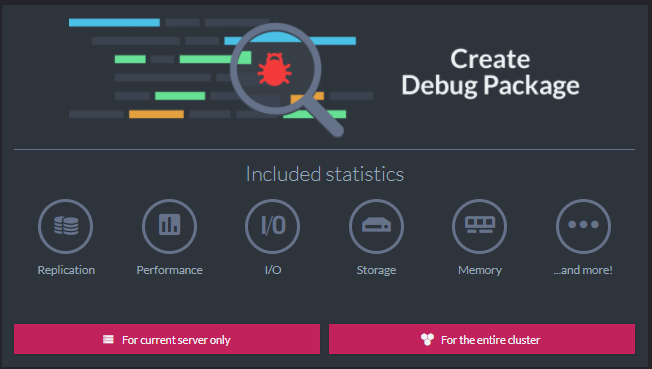 Create
Debug Package
Included statistics
I/O
Replication
Performance
I/O
Storage
Memory
...and more!
For current server only
For the entire cluster